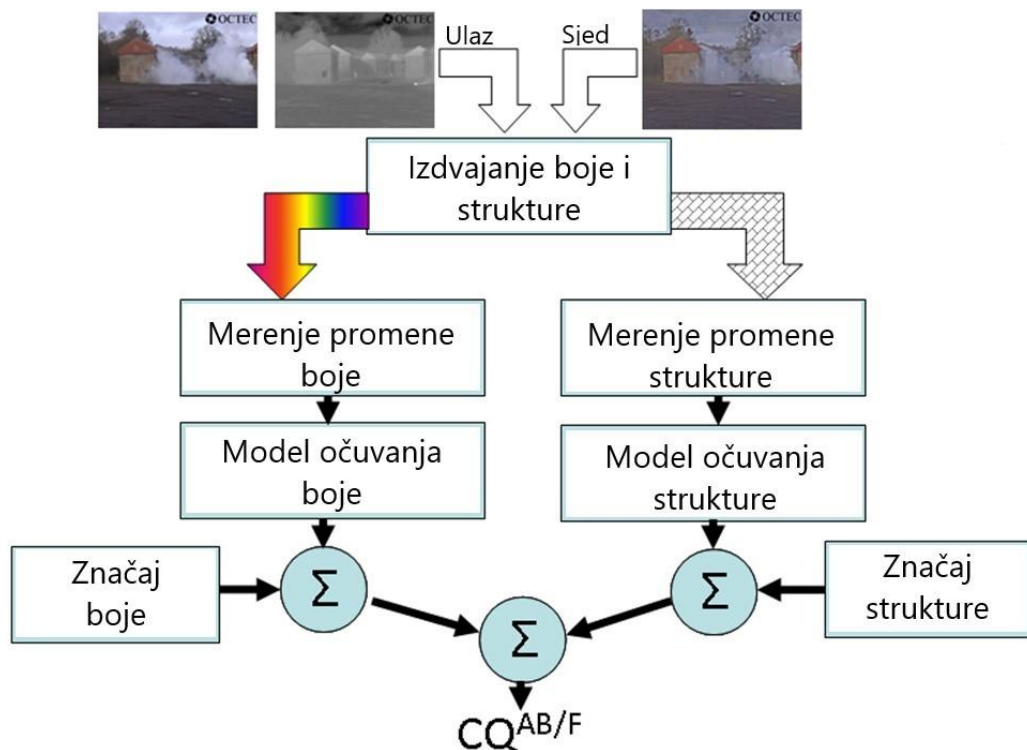 OCTEC
OCTEC
OCTEC
Ulaz
Sjed
Izdvajanje boje i
strukture
Merenje promene
boje
Merenje promene
strukture
Model očuvanja
boje
Model očuvanja
strukture
Značaj
boje
Σ
Σ
Σ
Značaj
strukture
CQ^AB/F